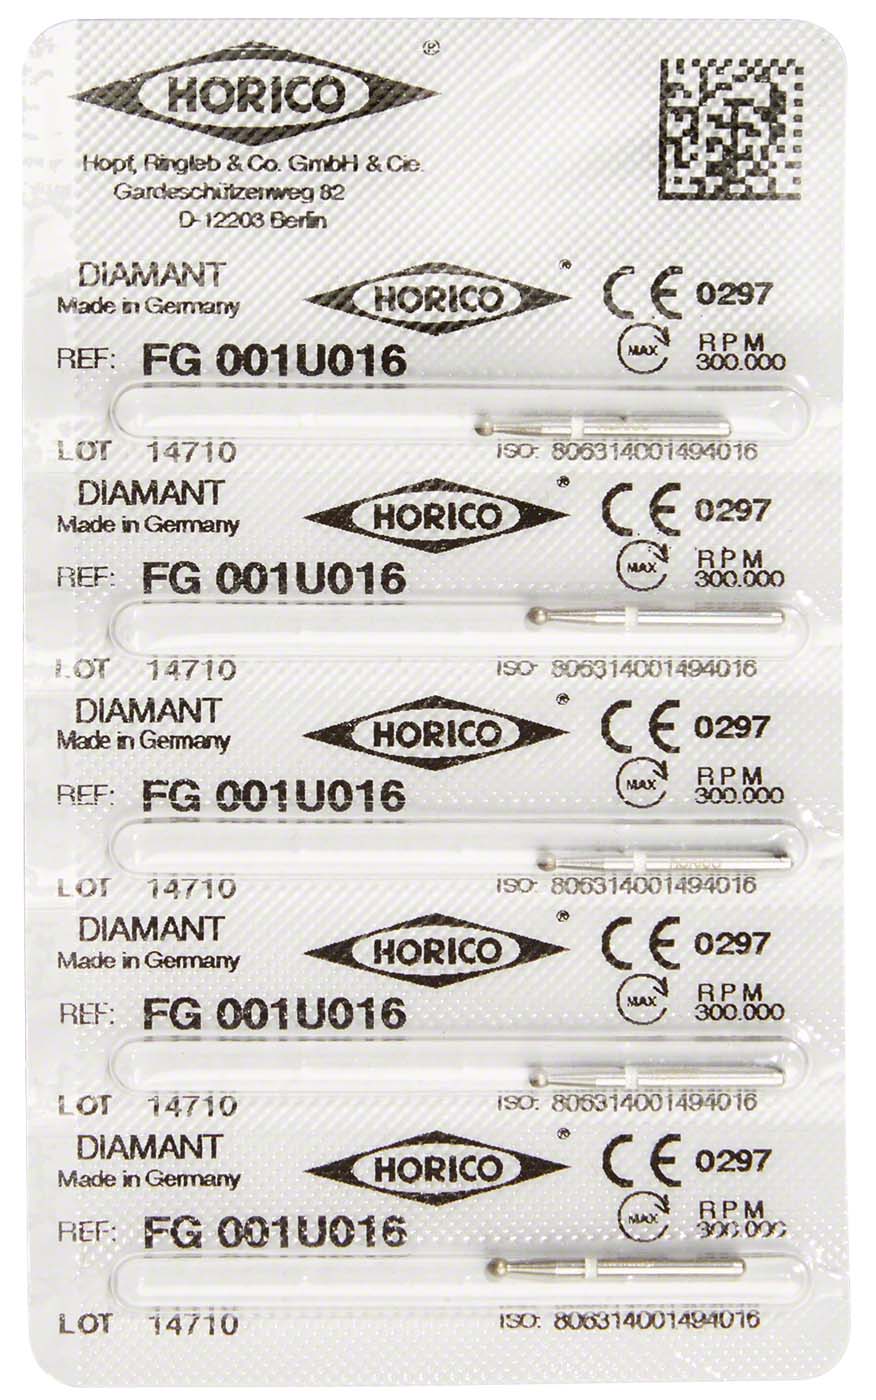 HORICO ®
Hopf, Ringleb & Co. GmbH & Cie.
Gardeschützenweg 82
D-12203 Berlin
DIAMANT HORICO ® CE 0297
Made in Germany
MAX RPM
REF: FG 001U016 300.000
LOT 14710 ISO: 806314001494016
DIAMANT HORICO ® CE 0297
Made in Germany
MAX RPM
REF: FG 001U016 300.000
LOT 14710 ISO: 806314001494016
DIAMANT HORICO ® CE 0297
Made in Germany
MAX RPM
REF: FG 001U016 300.000
HORICO
LOT 14710 ISO: 806314001494016
DIAMANT HORICO ® CE 0297
Made in Germany
MAX RPM
REF: FG 001U016 300.000
LOT 14710 ISO: 806314001494016
DIAMANT HORICO ® CE 0297
Made in Germany
MAX RPM
REF: FG 001U016 300.000
LOT 14710 ISO: 806314001494016